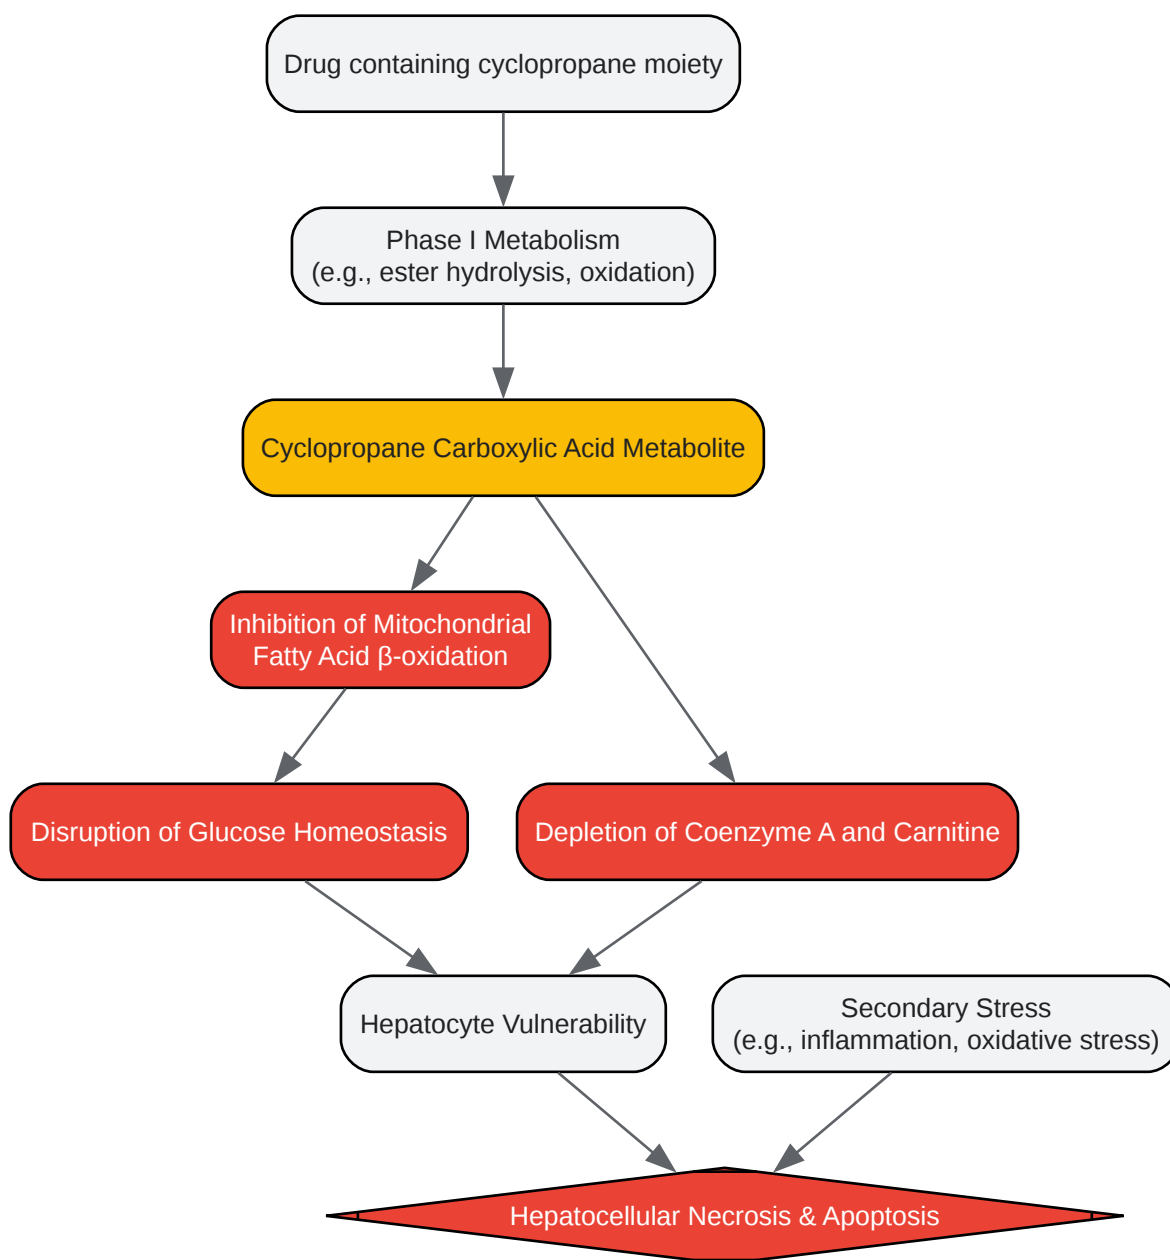 Drug containing cyclopropane moiety
Phase I Metabolism
(e.g., ester hydrolysis, oxidation)
Cyclopropane Carboxylic Acid Metabolite
Inhibition of Mitochondrial
Fatty Acid β-oxidation
Disruption of Glucose Homeostasis
Depletion of Coenzyme A and Carnitine
Hepatocyte Vulnerability
Secondary Stress
(e.g., inflammation, oxidative stress)
Hepatocellular Necrosis & Apoptosis